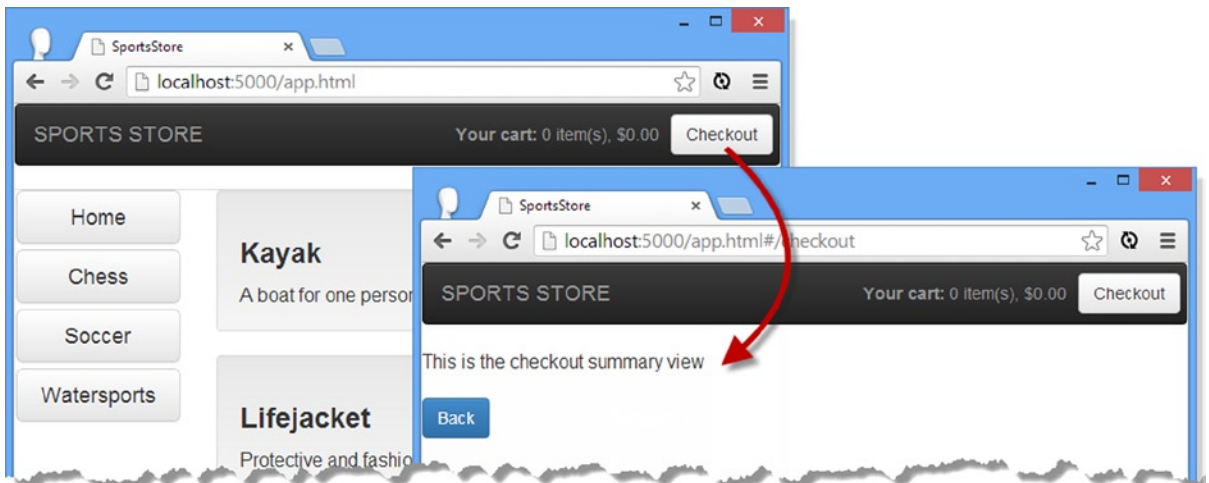 SportsStore
localhost:5000/app.html
SPORTS STORE
Your cart: 0 item(s), $0.00
Checkout
Home
Chess
Soccer
Watersports
Kayak
A boat for one person
Lifejacket
Protective and fashio
SportsStore
localhost:5000/app.html#/checkout
SPORTS STORE
Your cart: 0 item(s), $0.00
Checkout
This is the checkout summary view
Back